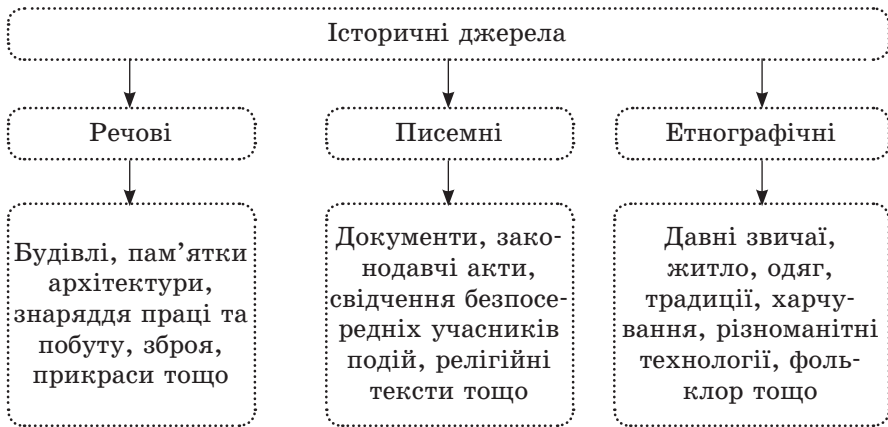 Історичні джерела
Речові
Писемні
Етнографічні
Будівлі, пам’ятки
архітектури,
знаряддя праці та
побуту, зброя,
прикраси тощо
Документи, зако-
нодавчі акти,
свідчення безпосе-
редніх учасників
подій, релігійні
тексти тощо
Давні звичаї,
житло, одяг,
традиції, харчу-
вання, різноманітні
технології, фоль-
клор тощо